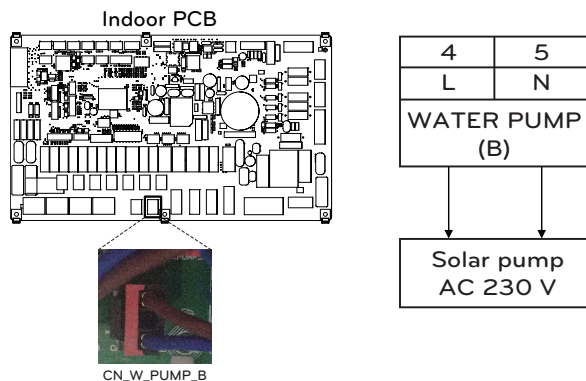 Indoor PCB
4 5
L N
WATER PUMP
(B)
Solar pump
AC 230 V
CN_W_PUMP_B